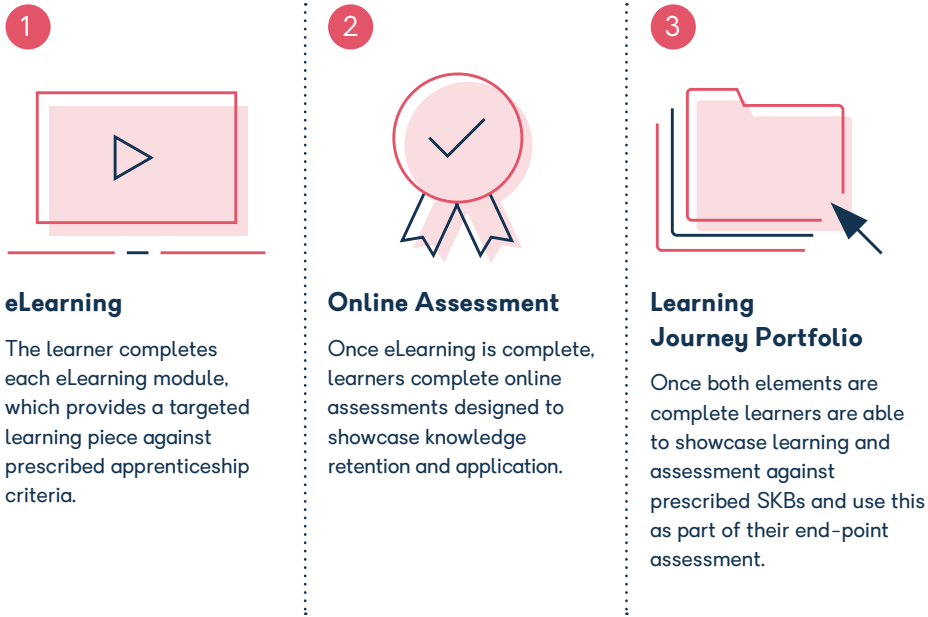 1
eLearning
The learner completes
each eLearning module,
which provides a targeted
learning piece against
prescribed apprenticeship
criteria.
2
Online Assessment
Once eLearning is complete,
learners complete online
assessments designed to
showcase knowledge
retention and application.
3
Learning
Journey Portfolio
Once both elements are
complete learners are able
to showcase learning and
assessment against
prescribed SKBs and use this
as part of their end-point
assessment.